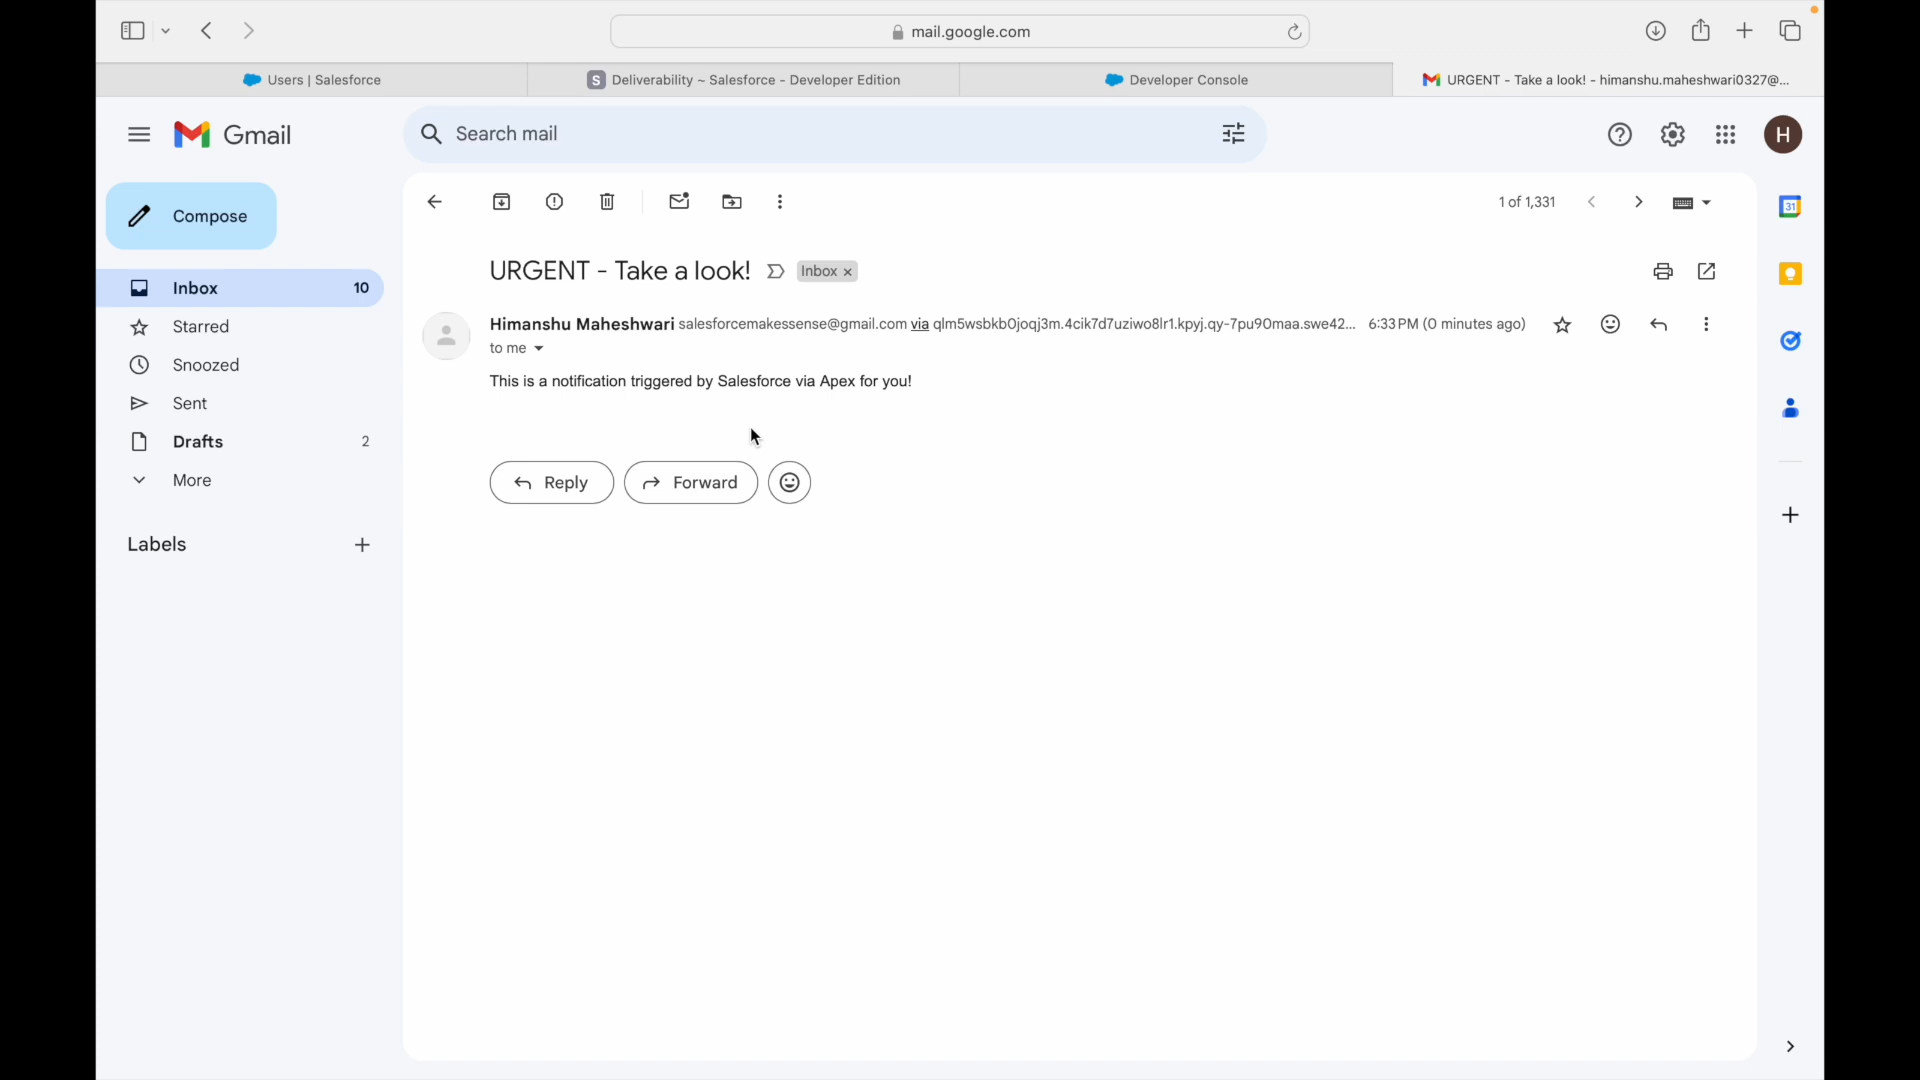 mail.google.com
Users | Salesforce
S Deliverability ~ Salesforce - Developer Edition
Developer Console
URGENT - Take a look! - himanshu.maheshwari0327@...
Gmail
Search mail
H
Compose
1 of 1,331
31
URGENT - Take a look! Inbox ×
Inbox 10
Starred
Himanshu Maheshwari salesforcemakessense@gmail.com via qlm5wsbkb0joqj3m.4cik7d7uziwo8lr1.kpyj.qy-7pu90maa.swe42... 6:33 PM (0 minutes ago)
to me
Snoozed
This is a notification triggered by Salesforce via Apex for you!
Sent
Drafts 2
More
Reply
Forward
Labels